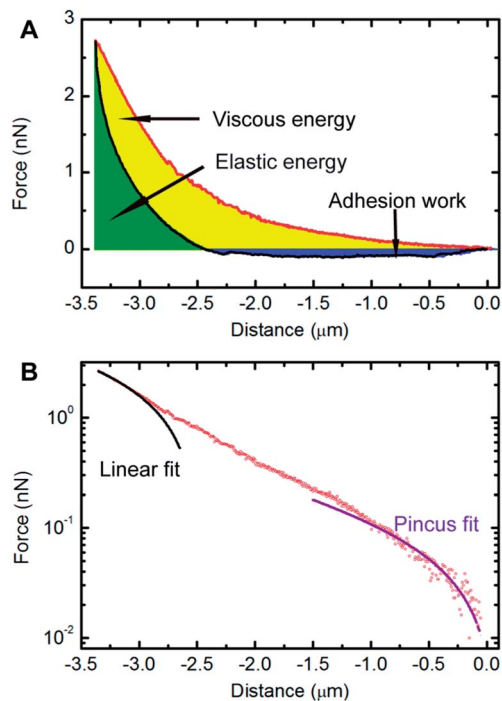 A
3
2
1
0
Force (nN)
Viscous energy
Elastic energy
Adhesion work
-3.5 -3.0 -2.5 -2.0 -1.5 -1.0 -0.5 0.0
Distance (μm)
B
10⁰
10⁻¹
10⁻²
Force (nN)
Linear fit
Pincus fit
-3.5 -3.0 -2.5 -2.0 -1.5 -1.0 -0.5 0.0
Distance (μm)